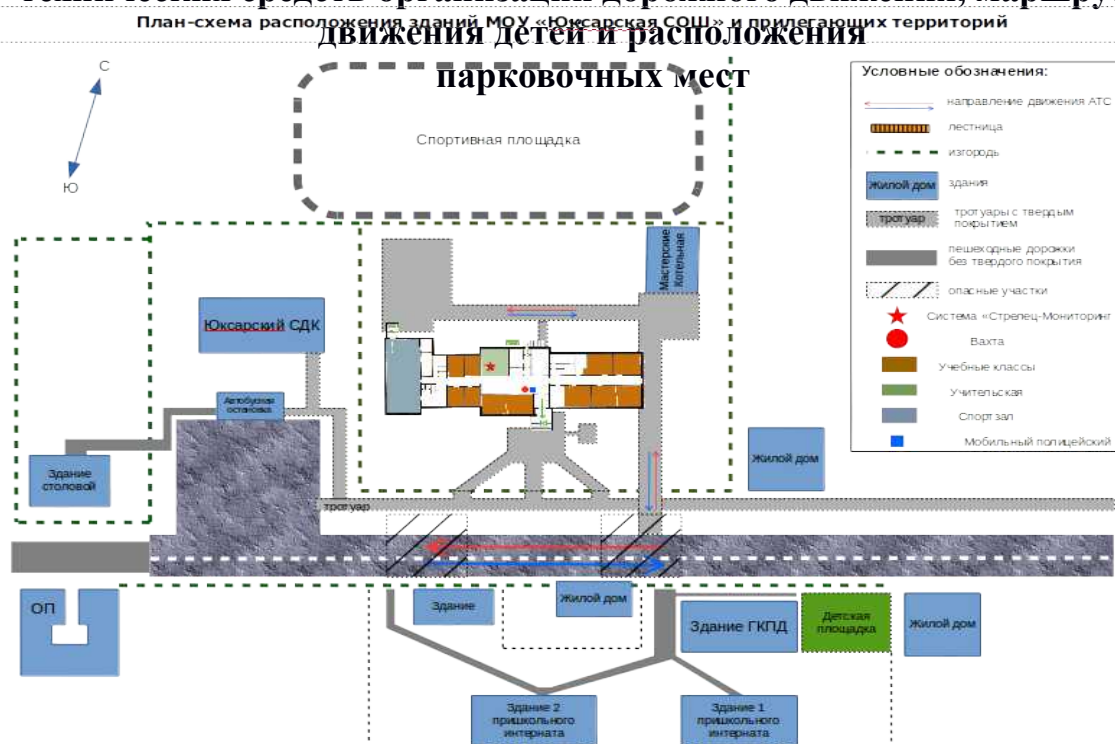 План-схема расположения зданий МОУ «Юксарская СОШ» и прилегающих территорий
движения детей и расположения
парковочных мест
С
Ю
Спортивная площадка
Условные обозначения:
направление движения АТС
лестница
изгородь
Жилой дом
здания
тротуар
тротуары с твердым
покрытием
пешеходные дорожки
без твердого покрытия
опасные участки
Система «Стрелец-Мониторинг
Вахта
Учебные классы
Учительская
Спортзал
Мобильный полицейский
Мастерские
Котельная
Юксарский СДК
Автобусная
остановка
Здание
столовой
Жилой дом
тротуар
ОП
Здание
Жилой дом
Здание ГКПД
Детская
площадка
Жилой дом
Здание 2
пришкольного
интерната
Здание 1
пришкольного
интерната